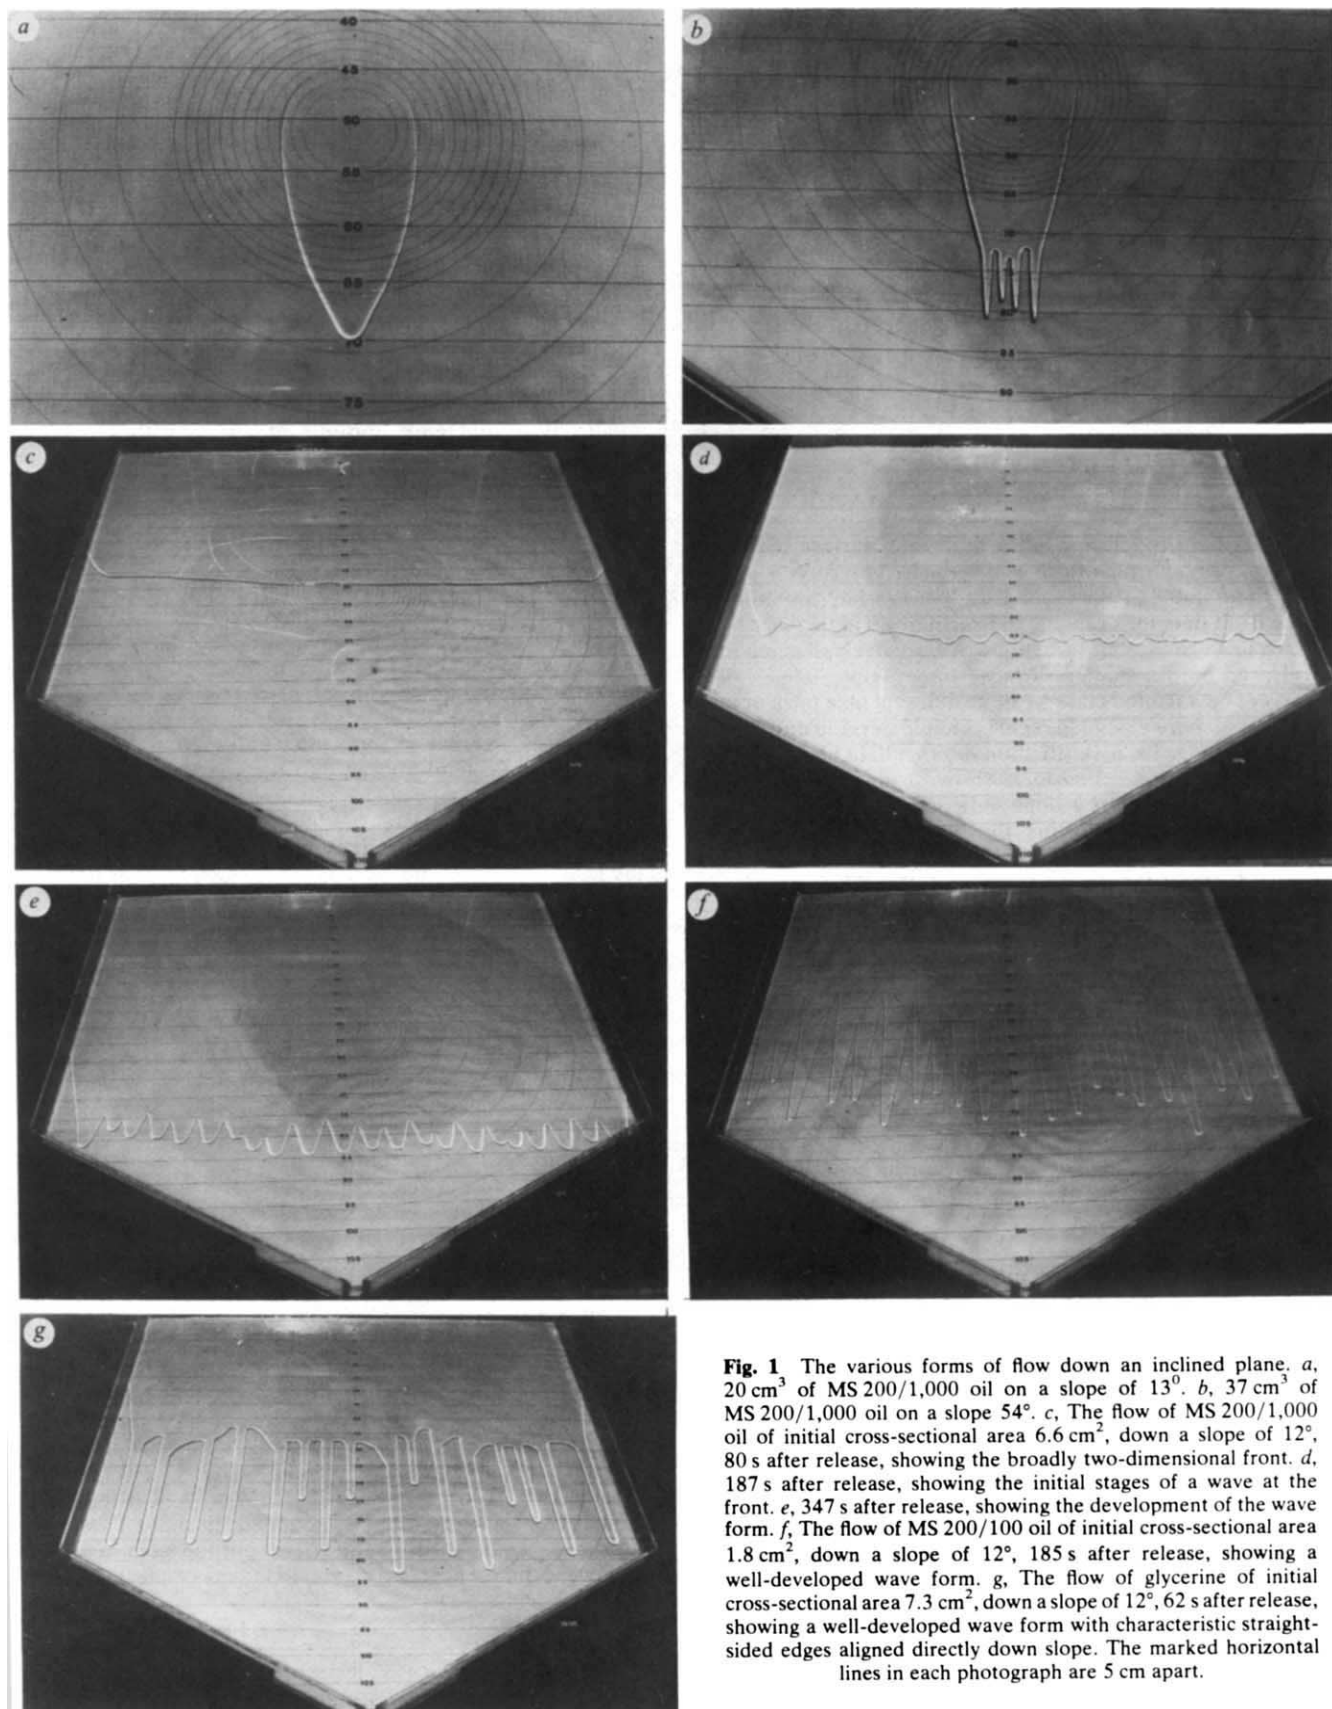 a
40
45
50
55
60
65
70
75
b
c
d
e
f
g
Fig. 1 The various forms of flow down an inclined plane. a,
20 cm³ of MS 200/1,000 oil on a slope of 13°. b, 37 cm³ of
MS 200/1,000 oil on a slope 54°. c, The flow of MS 200/1,000
oil of initial cross-sectional area 6.6 cm², down a slope of 12°,
80 s after release, showing the broadly two-dimensional front. d,
187 s after release, showing the initial stages of a wave at the
front. e, 347 s after release, showing the development of the wave
form. f, The flow of MS 200/100 oil of initial cross-sectional area
1.8 cm², down a slope of 12°, 185 s after release, showing a
well-developed wave form. g, The flow of glycerine of initial
cross-sectional area 7.3 cm², down a slope of 12°, 62 s after release,
showing a well-developed wave form with characteristic straight-
sided edges aligned directly down slope. The marked horizontal
lines in each photograph are 5 cm apart.